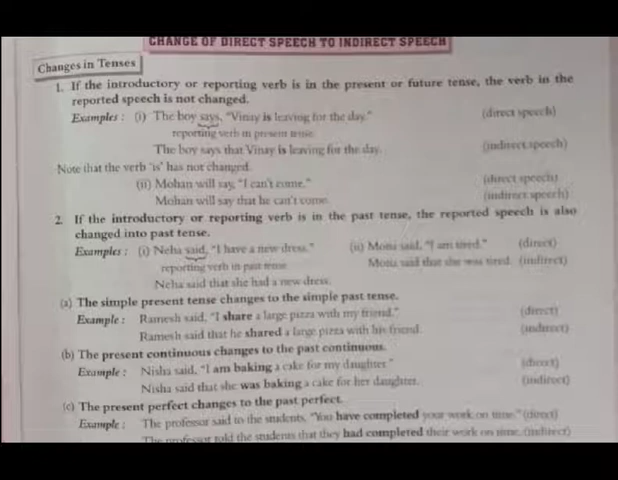 CHANGE OF DIRECT SPEECH TO INDIRECT SPEECH
Changes in Tenses
1. If the introductory or reporting verb is in the present or future tense, the verb in the
reported speech is not changed.
Examples : (i) The boy says, "Vinay is leaving for the day." (direct speech)
reporting verb in present tense
The boy says that Vinay is leaving for the day. (indirect speech)
Note that the verb 'is' has not changed.
(ii) Mohan will say, "I can't come." (direct speech)
Mohan will say that he can't come. (indirect speech)
2. If the introductory or reporting verb is in the past tense, the reported speech is also
changed into past tense.
Examples : (i) Neha said, "I have a new dress." (ii) Mona said, "I am tired." (direct)
reporting verb in past tense Mona said that she was tired. (indirect)
Neha said that she had a new dress.
(a) The simple present tense changes to the simple past tense.
Example : Ramesh said, "I share a large pizza with my friend." (direct)
Ramesh said that he shared a large pizza with his friend. (indirect)
(b) The present continuous changes to the past continuous.
Example : Nisha said, "I am baking a cake for my daughter." (direct)
Nisha said that she was baking a cake for her daughter. (indirect)
(c) The present perfect changes to the past perfect.
Example : The professor said to the students, "You have completed your work on time." (direct)
The professor told the students that they had completed their work on time. (indirect)